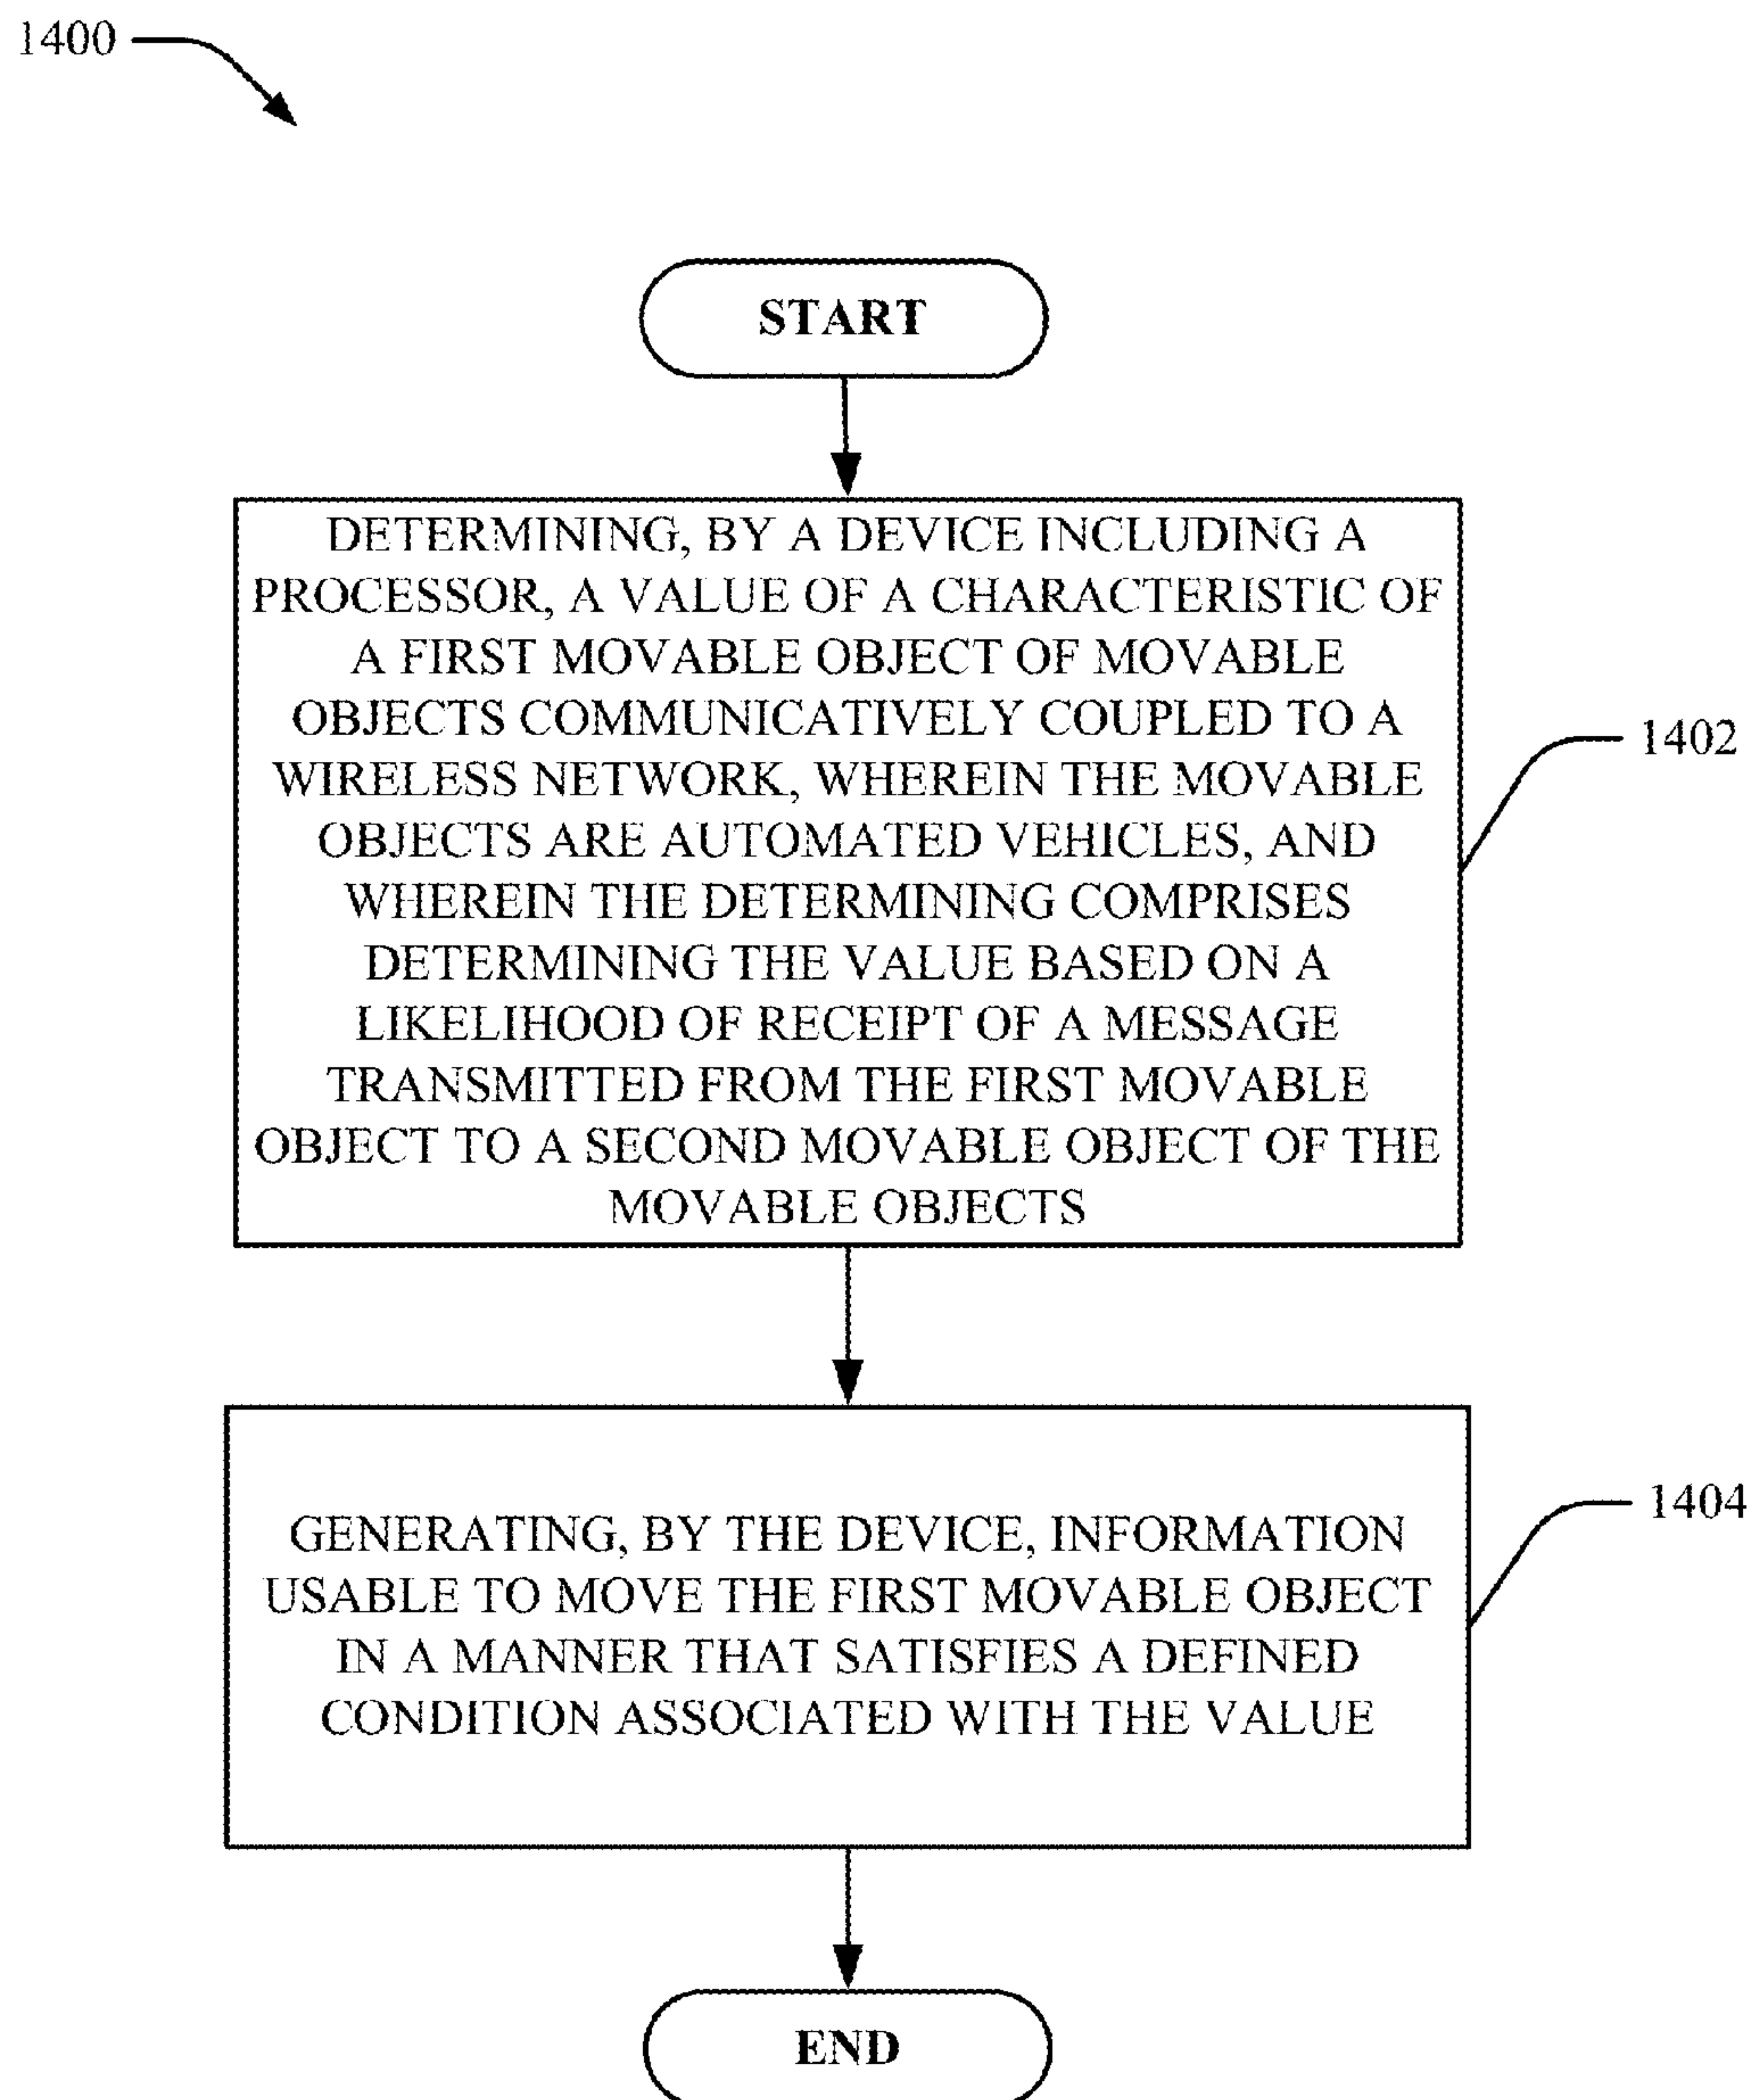 1400
START
DETERMINING, BY A DEVICE INCLUDING A
PROCESSOR, A VALUE OF A CHARACTERISTIC OF
A FIRST MOVABLE OBJECT OF MOVABLE
OBJECTS COMMUNICATIVELY COUPLED TO A
WIRELESS NETWORK, WHEREIN THE MOVABLE
OBJECTS ARE AUTOMATED VEHICLES, AND
WHEREIN THE DETERMINING COMPRISES
DETERMINING THE VALUE BASED ON A
LIKELIHOOD OF RECEIPT OF A MESSAGE
TRANSMITTED FROM THE FIRST MOVABLE
OBJECT TO A SECOND MOVABLE OBJECT OF THE
MOVABLE OBJECTS
1402
GENERATING, BY THE DEVICE, INFORMATION
USABLE TO MOVE THE FIRST MOVABLE OBJECT
IN A MANNER THAT SATISFIES A DEFINED
CONDITION ASSOCIATED WITH THE VALUE
1404
END